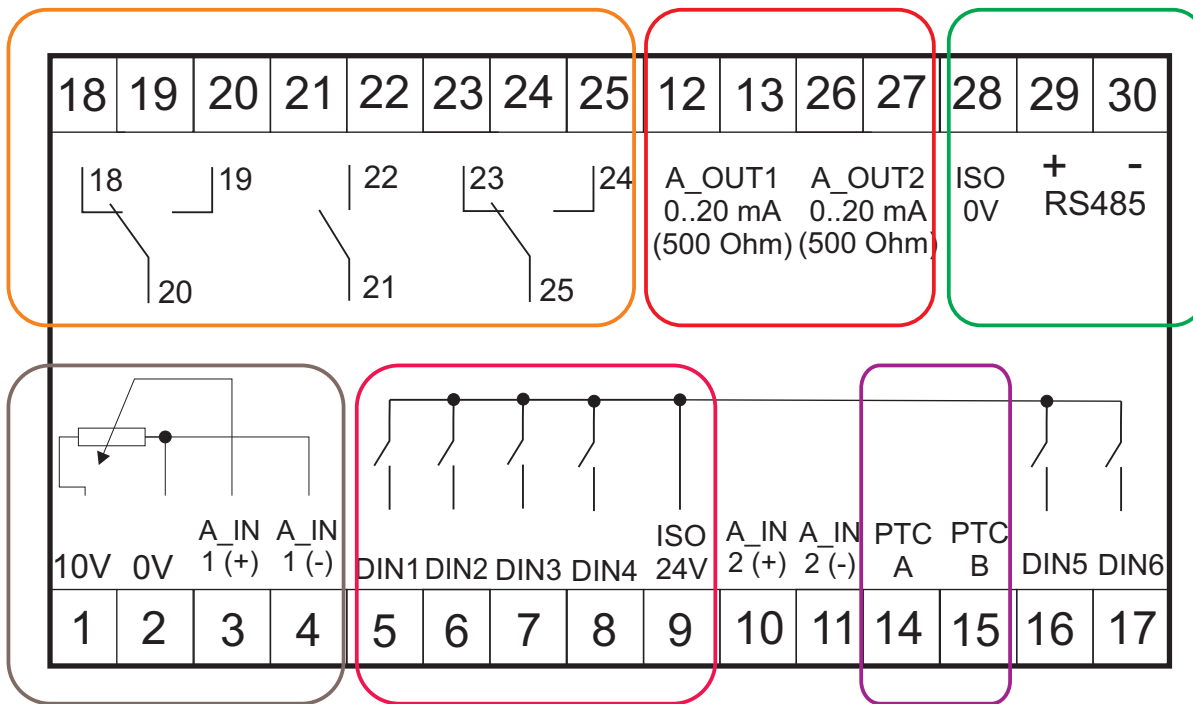 18 19 20 21 22 23 24 25 12 13 26 27 28 29 30
18 19 22 23 24
20 21 25
A_OUT1 A_OUT2 ISO + -
0..20 mA 0..20 mA 0V RS485
(500 Ohm) (500 Ohm)
10V 0V A_IN 1 (+) A_IN 1 (-) DIN1 DIN2 DIN3 DIN4 ISO 24V A_IN 2 (+) A_IN 2 (-) PTC A PTC B DIN5 DIN6
1 2 3 4 5 6 7 8 9 10 11 14 15 16 17